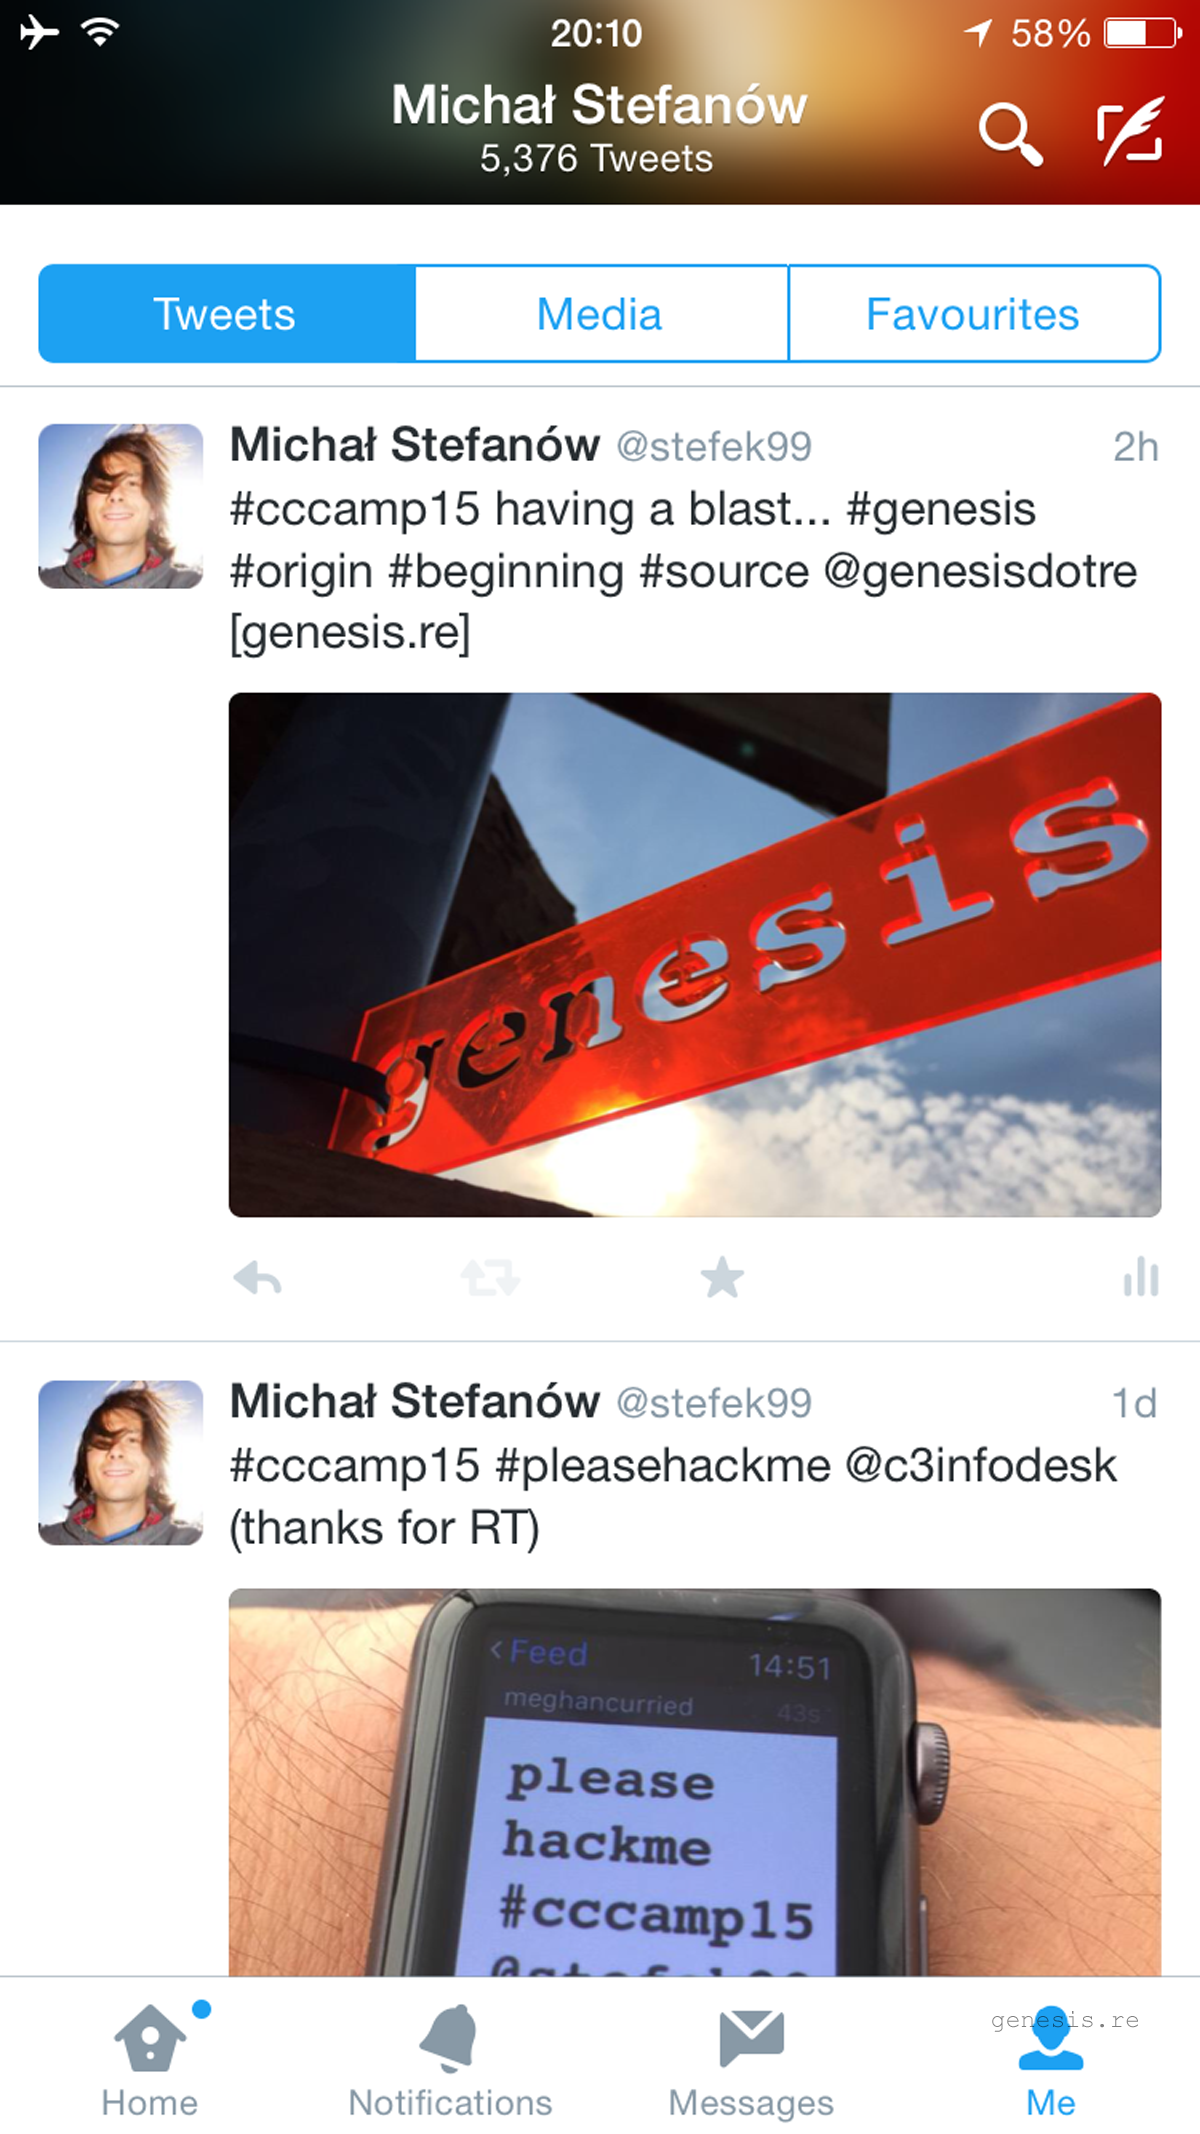 20:10
58%
Michał Stefanów
5,376 Tweets
Tweets
Media
Favourites
Michał Stefanów @stefek99 2h
#cccamp15 having a blast... #genesis
#origin #beginning #source @genesisdotre
[genesis.re]
genesis
Michał Stefanów @stefek99 1d
#cccamp15 #pleasehackme @c3infodesk
(thanks for RT)
< Feed 14:51
meghancurried 43s
please
hackme
#cccamp15
genesis.re
Home
Notifications
Messages
Me